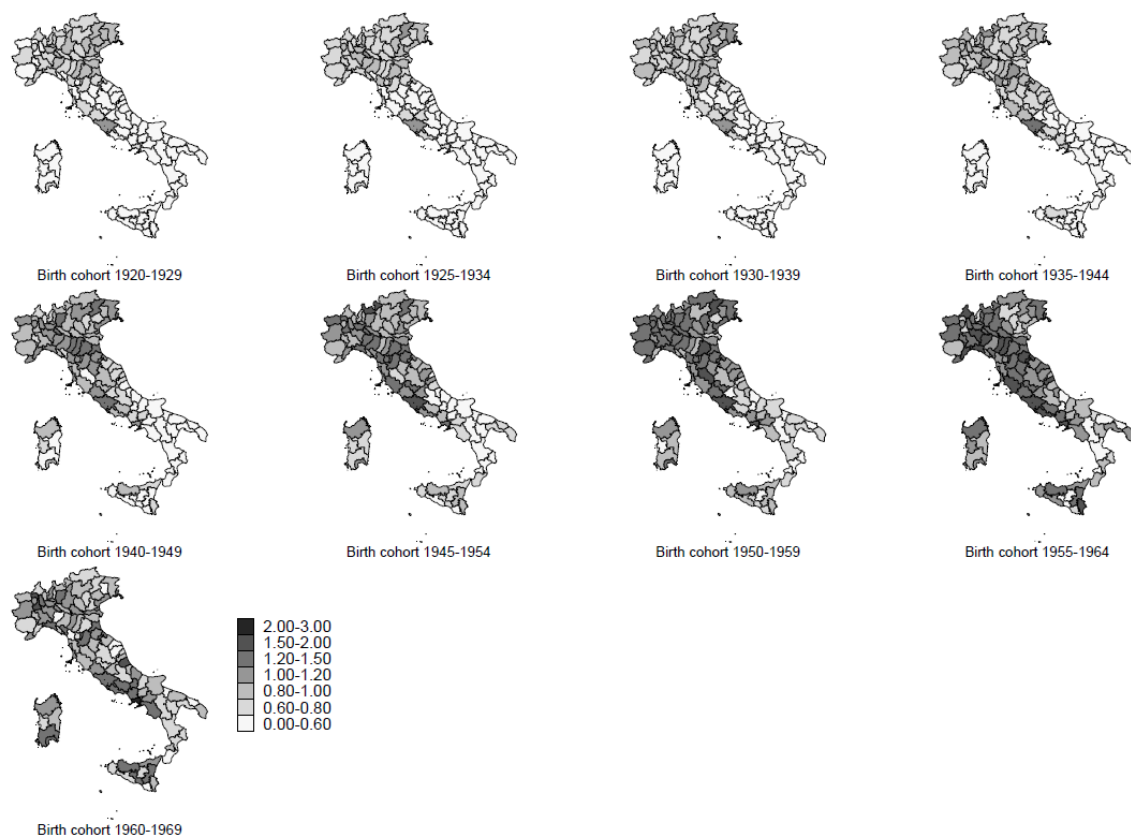 Birth cohort 1920-1929
Birth cohort 1925-1934
Birth cohort 1930-1939
Birth cohort 1935-1944
Birth cohort 1940-1949
Birth cohort 1945-1954
Birth cohort 1950-1959
Birth cohort 1955-1964
2.00-3.00
1.50-2.00
1.20-1.50
1.00-1.20
0.80-1.00
0.60-0.80
0.00-0.60
Birth cohort 1960-1969